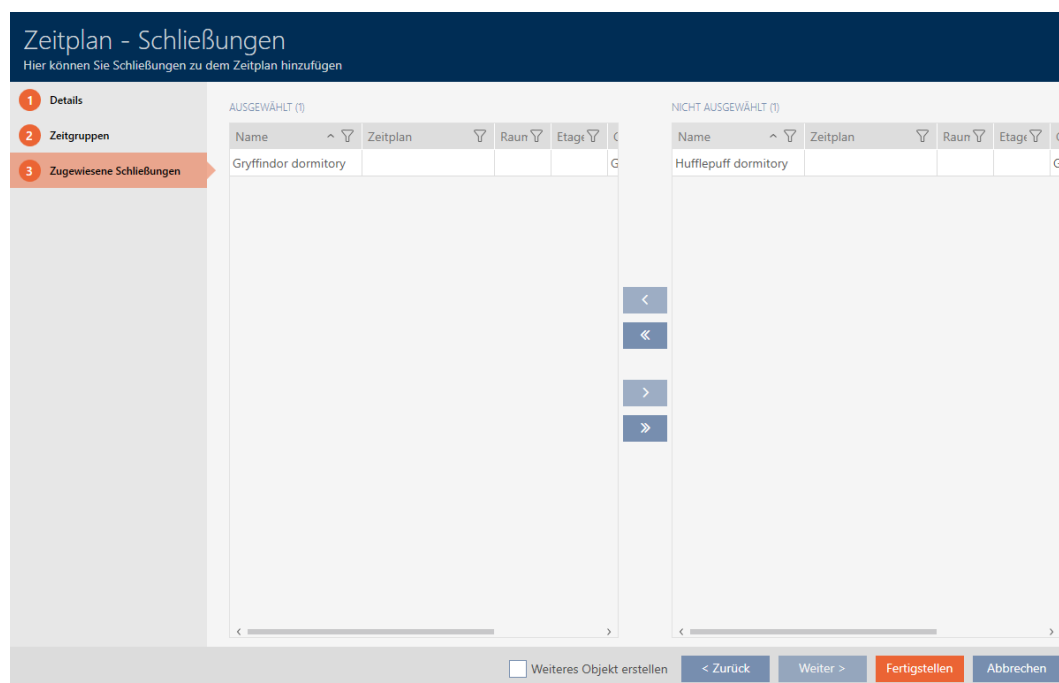 Zeitplan - Schließungen
Hier können Sie Schließungen zu dem Zeitplan hinzufügen
1 Details
2 Zeitgruppen
3 Zugewiesene Schließungen
AUSGEWÄHLT (1)
Name Zeitplan Raum Etage
Gryffindor dormitory G
NICHT AUSGEWÄHLT (1)
Name Zeitplan Raum Etage
Hufflepuff dormitory G
Weiteres Objekt erstellen < Zurück Weiter > Fertigstellen Abbrechen